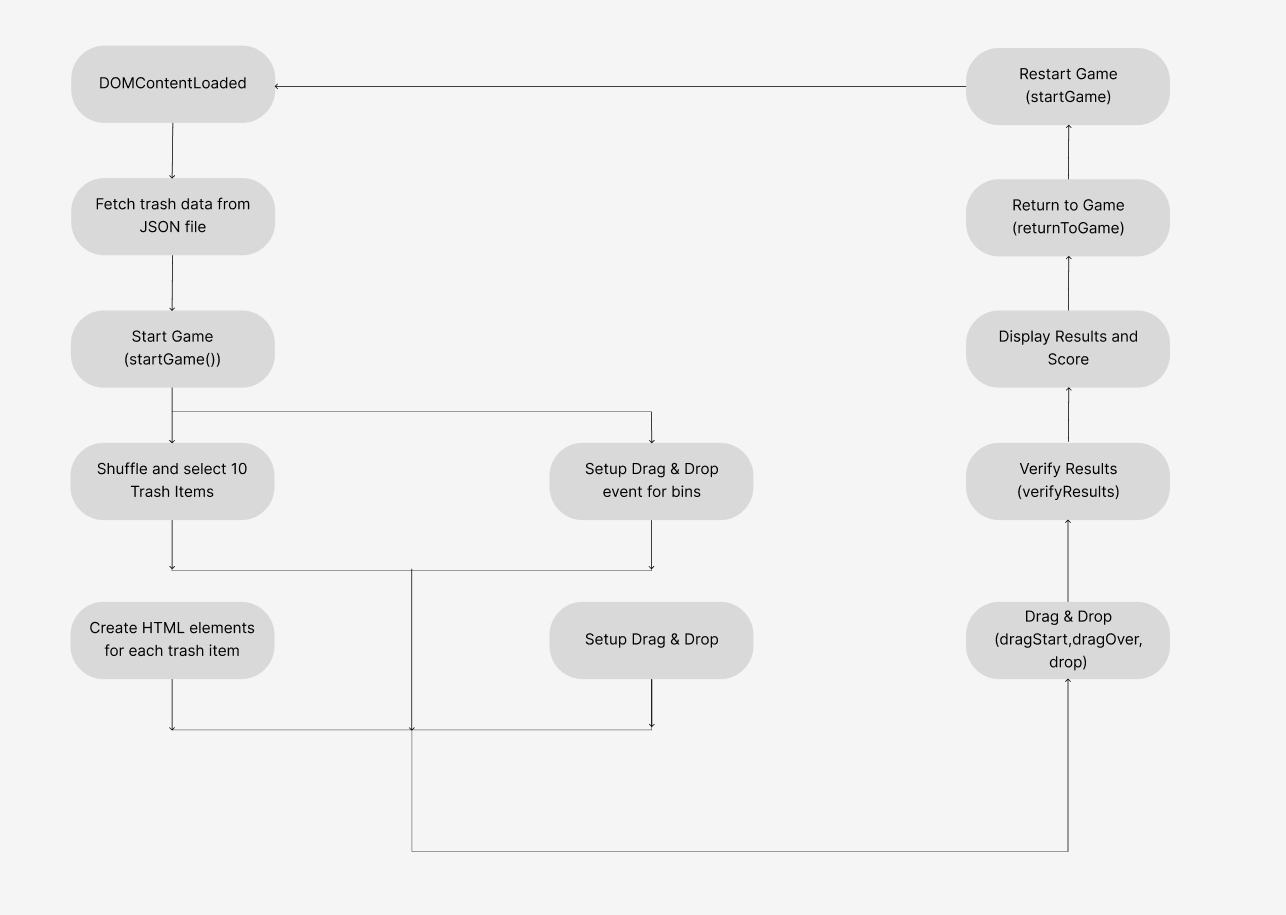 DOMContentLoaded
Fetch trash data from
JSON file
Start Game
(startGame())
Shuffle and select 10
Trash Items
Setup Drag & Drop
event for bins
Create HTML elements
for each trash item
Setup Drag & Drop
Drag & Drop
(dragStart,dragOver,
drop)
Verify Results
(verifyResults)
Display Results and
Score
Return to Game
(returnToGame)
Restart Game
(startGame)